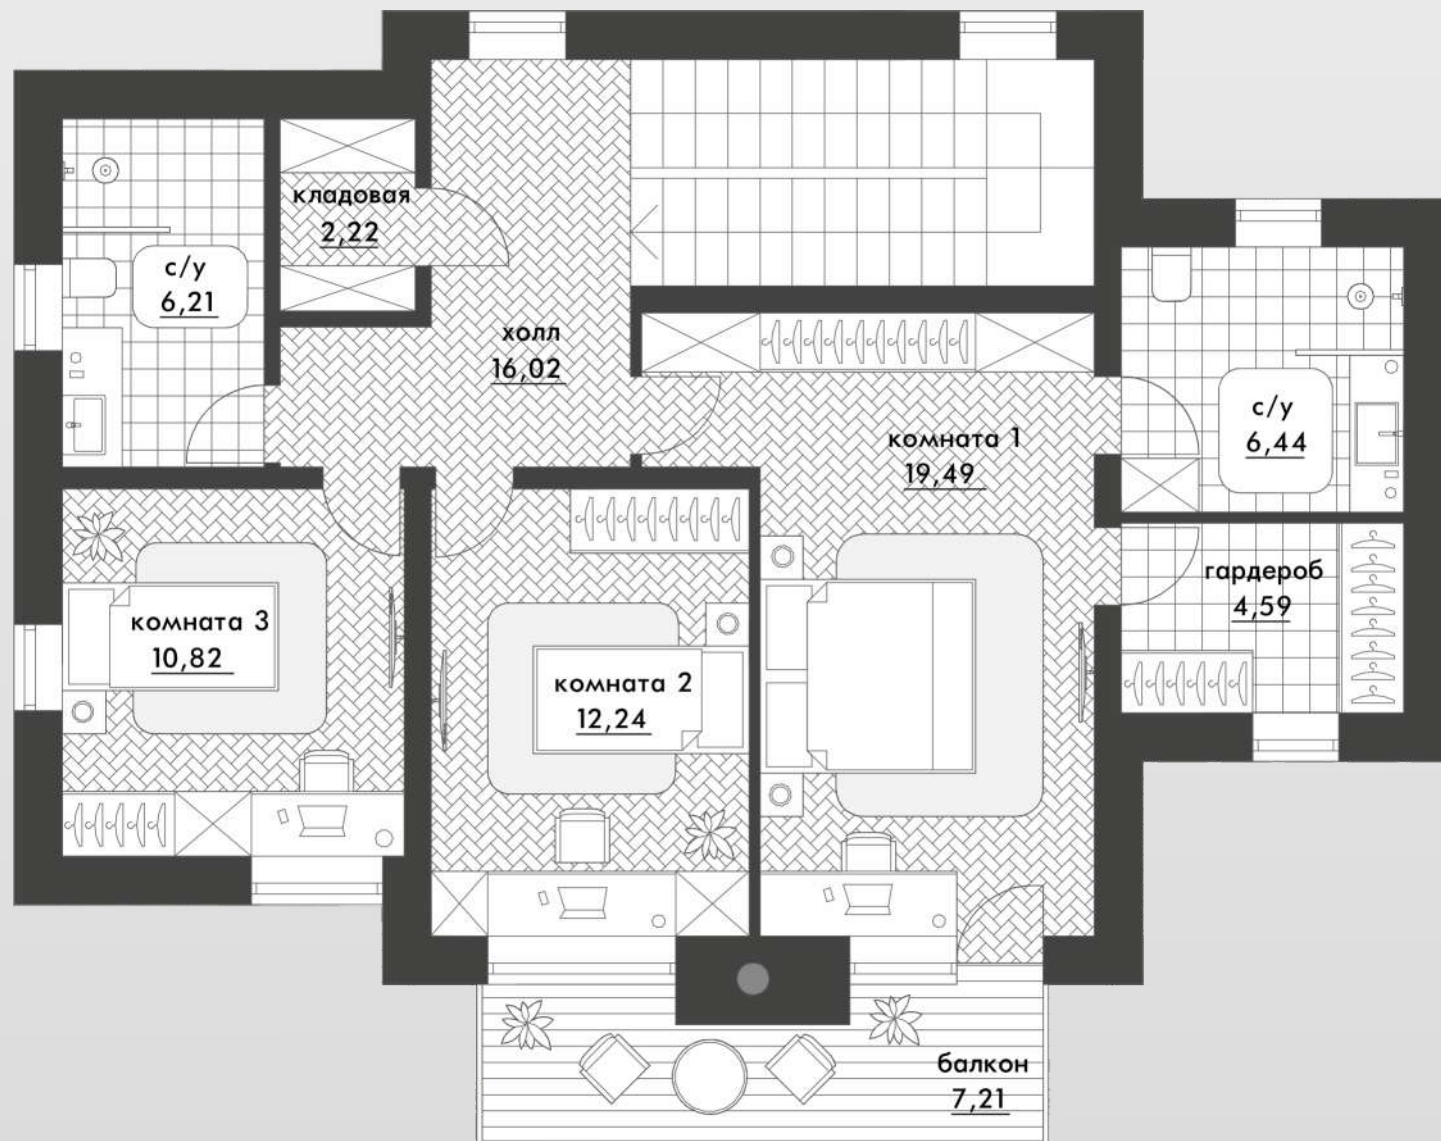 кладовая
2,22
с/у
6,21
холл
16,02
комната 1
19,49
с/у
6,44
гардероб
4,59
комната 3
10,82
комната 2
12,24
балкон
7,21